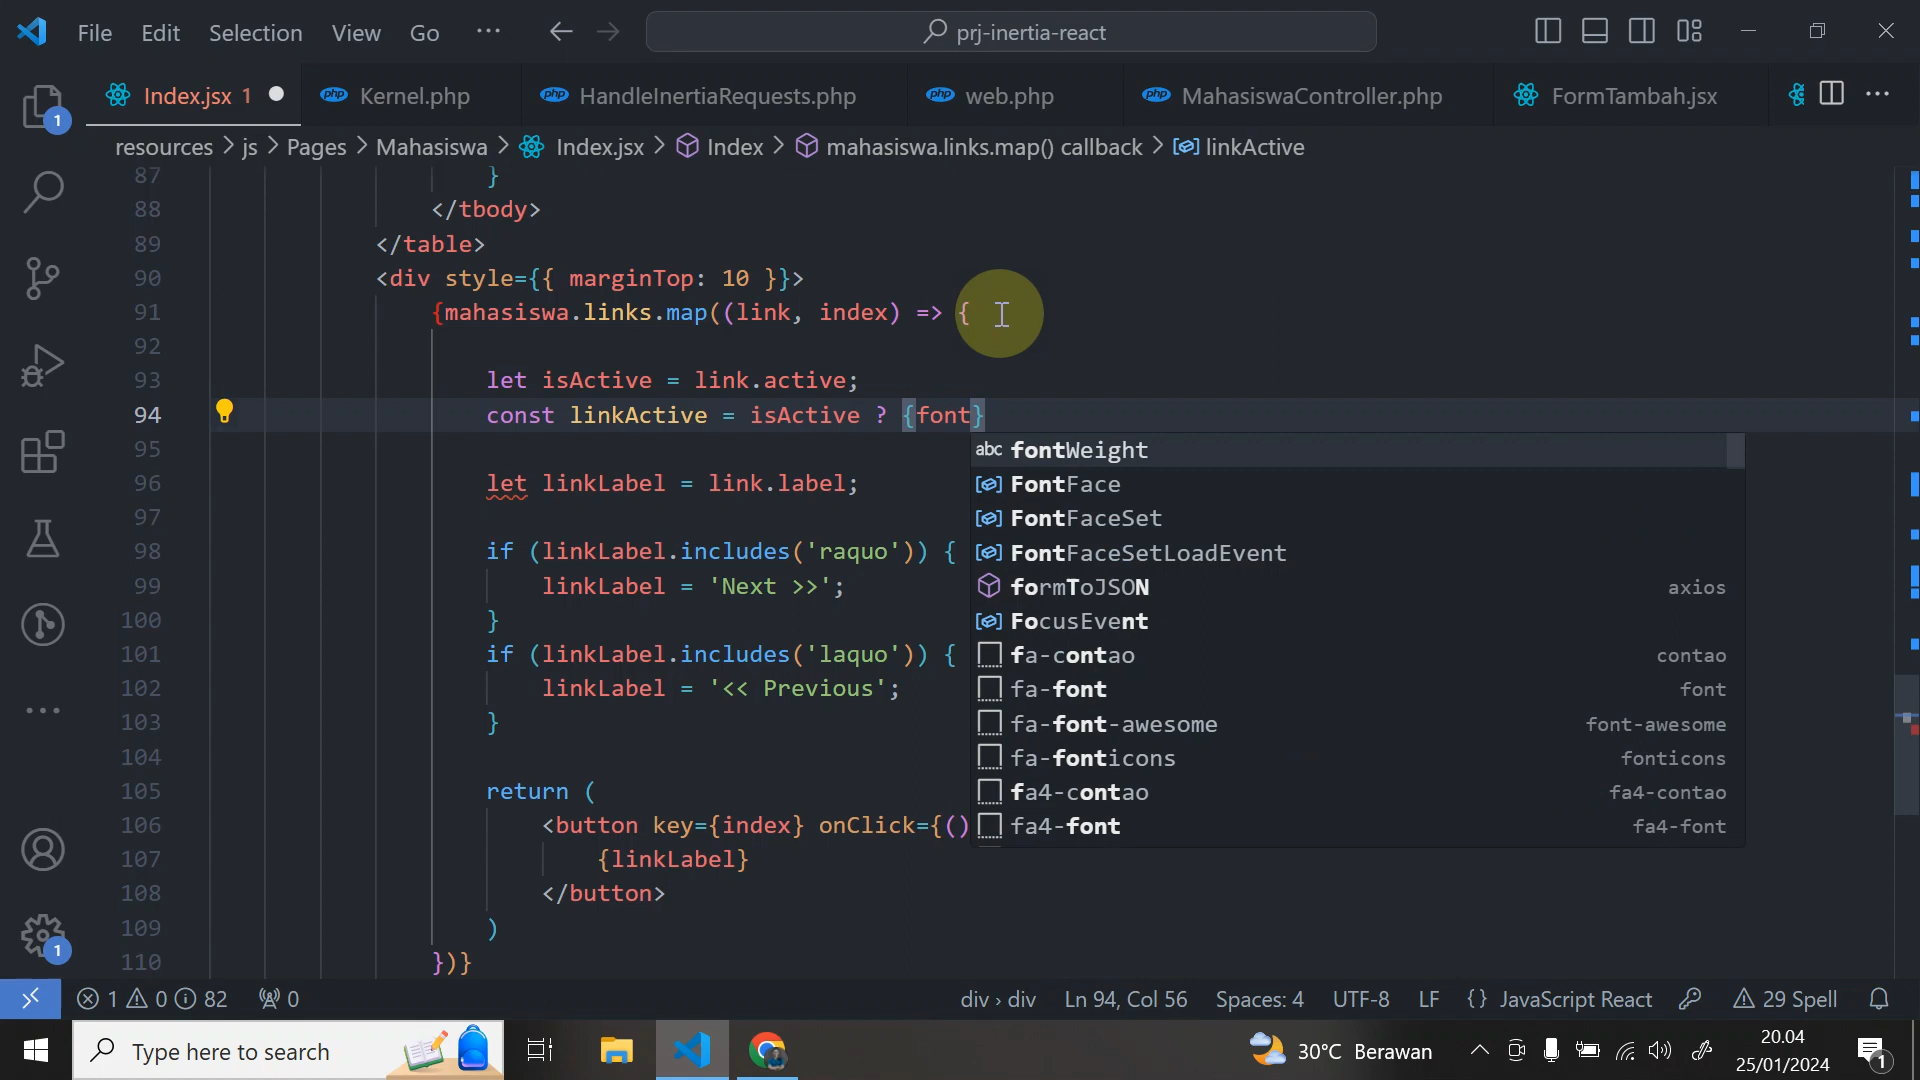 File Edit Selection View Go ··· prj-inertia-react
Index.jsx 1 Kernel.php HandleInertiaRequests.php web.php MahasiswaController.php FormTambah.jsx
resources > js > Pages > Mahasiswa > Index.jsx > Index > mahasiswa.links.map() callback > linkActive
87 }
88 </tbody>
89 </table>
90 <div style={{ marginTop: 10 }}>
91 {mahasiswa.links.map((link, index) => {
92
93 let isActive = link.active;
94 const linkActive = isActive ? {font}
95
96 let linkLabel = link.label;
97
98 if (linkLabel.includes('raquo')) {
99 linkLabel = 'Next >>';
100 }
101 if (linkLabel.includes('laquo')) {
102 linkLabel = '<< Previous';
103 }
104
105 return (
106 <button key={index} onClick={()
107 {linkLabel}
108 </button>
109 )
110 })}
abc fontWeight
FontFace
FontFaceSet
FontFaceSetLoadEvent
formToJSON axios
FocusEvent
fa-contao contao
fa-font font
fa-font-awesome font-awesome
fa-fonticons fonticons
fa4-contao fa4-contao
fa4-font fa4-font
1
1
1 0 82 0 div › div Ln 94, Col 56 Spaces: 4 UTF-8 LF {} JavaScript React 29 Spell
Type here to search 30°C Berawan 20.04
25/01/2024
1